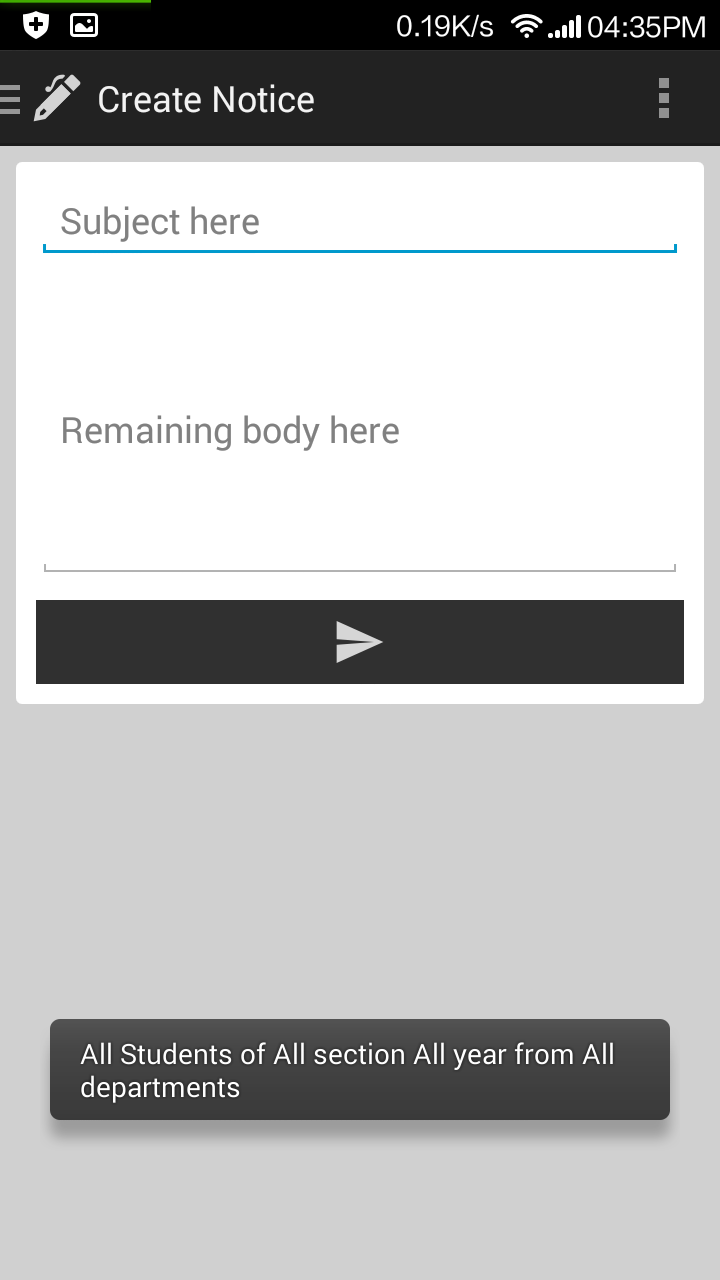 0.19K/s 04:35PM
Create Notice
Subject here
Remaining body here
All Students of All section All year from All
departments